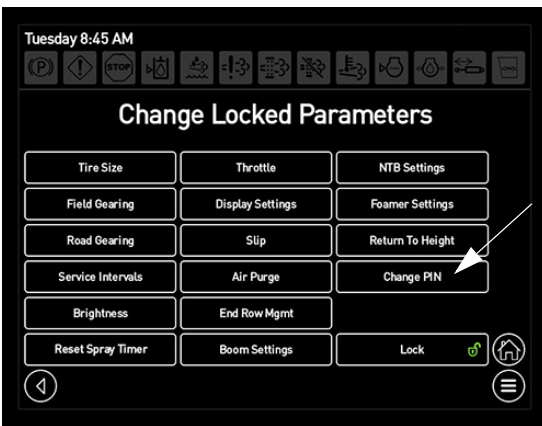 Tuesday 8:45 AM
(P) STOP
Change Locked Parameters
Tire Size Throttle NTB Settings
Field Gearing Display Settings Foamer Settings
Road Gearing Slip Return To Height
Service Intervals Air Purge Change PIN
Brightness End Row Mgmt
Reset Spray Timer Boom Settings Lock